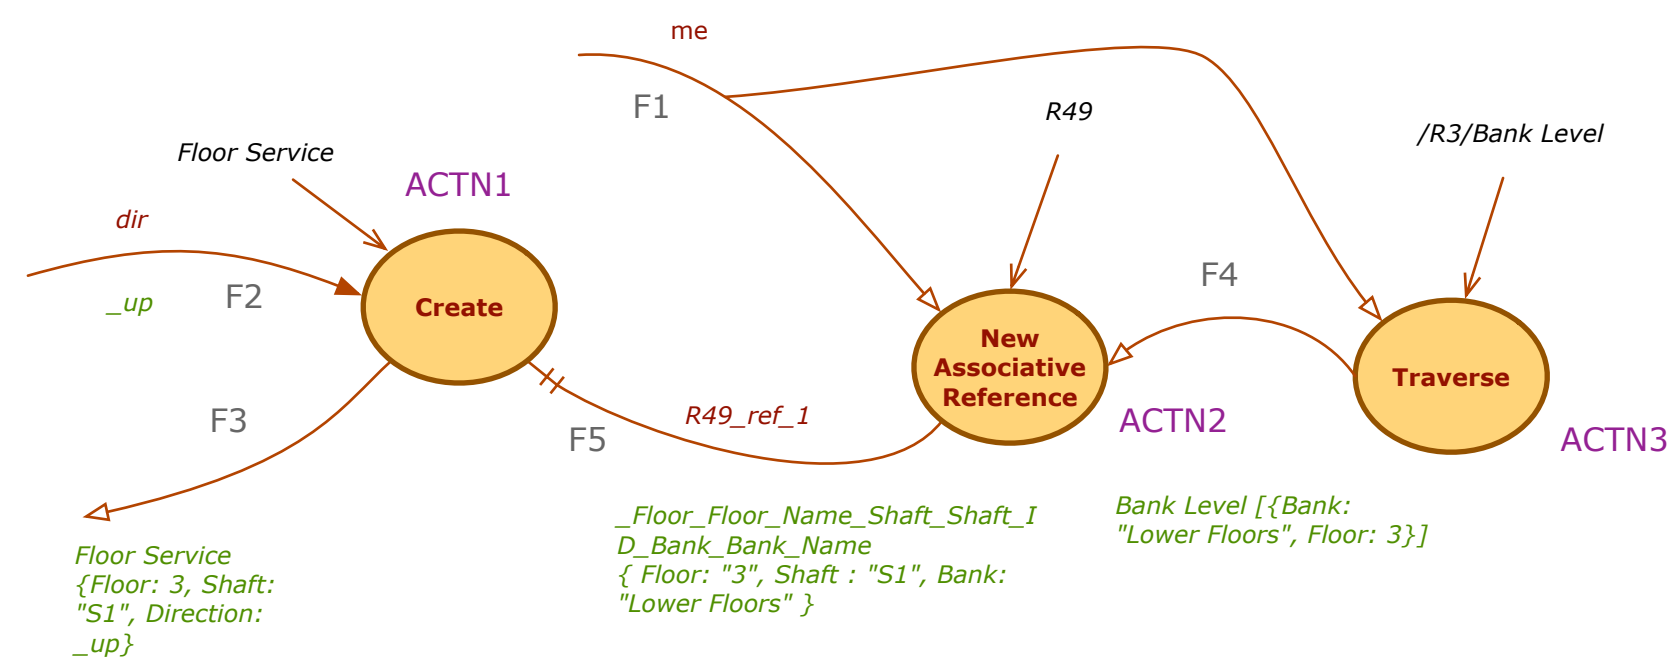 me
F1
R49
/R3/Bank Level
Floor Service
ACTN1
dir
_up
F2
Create
F4
New
Associative
Reference
Traverse
F3
R49_ref_1
F5
ACTN2
ACTN3
Floor Service
{Floor: 3, Shaft:
"S1", Direction:
_up}
_Floor_Floor_Name_Shaft_Shaft_I
D_Bank_Bank_Name
{ Floor: "3", Shaft : "S1", Bank:
"Lower Floors" }
Bank Level [{Bank:
"Lower Floors", Floor: 3}]